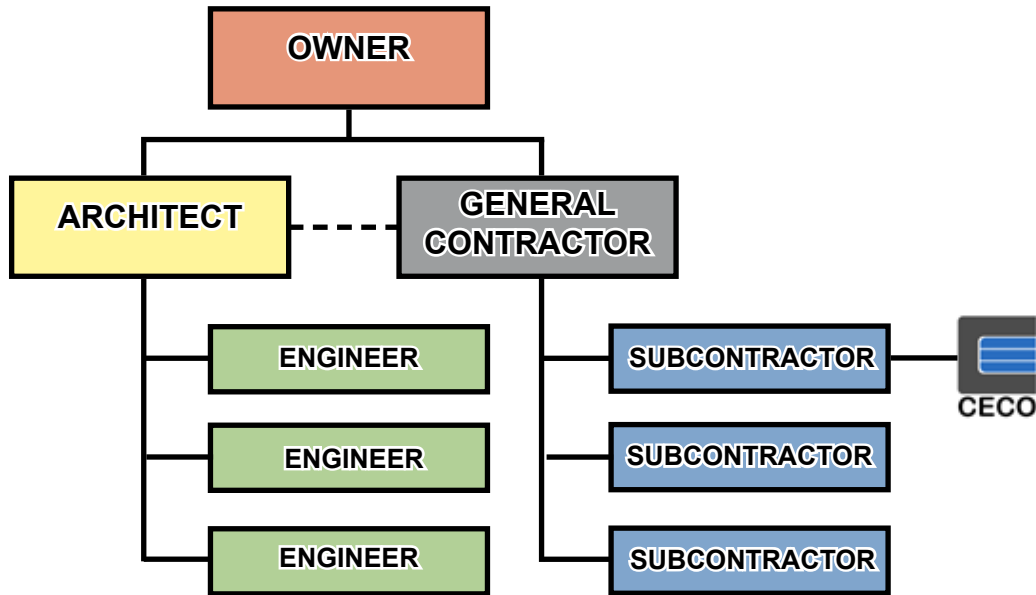 OWNER
ARCHITECT
GENERAL
CONTRACTOR
ENGINEER
SUBCONTRACTOR
CECO
ENGINEER
SUBCONTRACTOR
ENGINEER
SUBCONTRACTOR